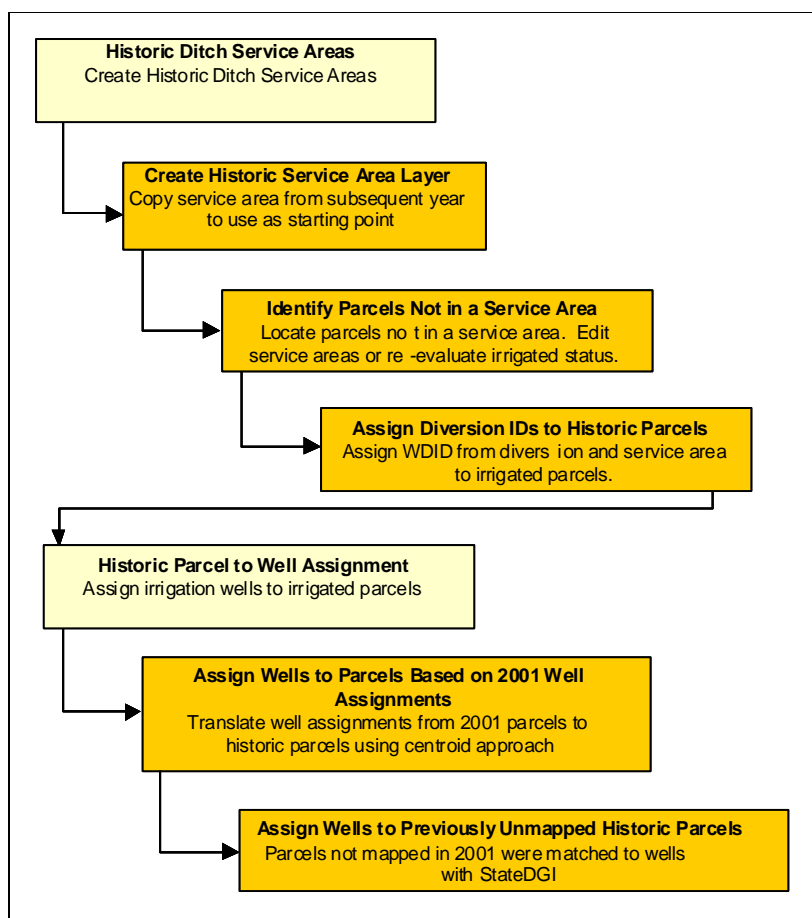 Historic Ditch Service Areas
Create Historic Ditch Service Areas
Create Historic Service Area Layer
Copy service area from subsequent year
to use as starting point
Identify Parcels Not in a Service Area
Locate parcels no t in a service area. Edit
service areas or re -evaluate irrigated status.
Assign Diversion IDs to Historic Parcels
Assign WDID from divers ion and service area
to irrigated parcels.
Historic Parcel to Well Assignment
Assign irrigation wells to irrigated parcels
Assign Wells to Parcels Based on 2001 Well
Assignments
Translate well assignments from 2001 parcels to
historic parcels using centroid approach
Assign Wells to Previously Unmapped Historic Parcels
Parcels not mapped in 2001 were matched to wells
with StateDGI